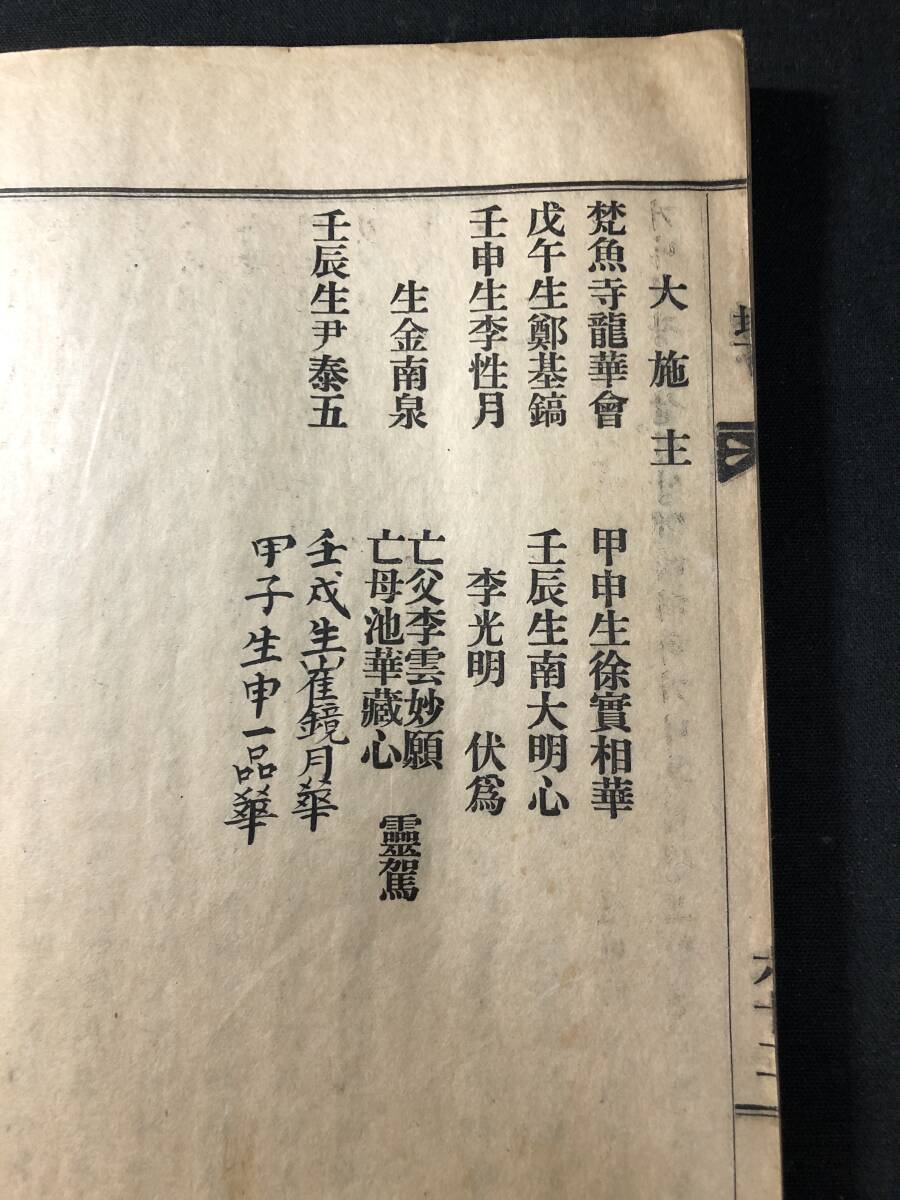 大施主
梵魚寺龍華會　甲申生徐實相華
戊午生鄭基鎬　壬辰生南大明心
壬申生李性月　李光明　伏爲
生金南泉　亡父李雲妙願
亡母池華藏心　靈駕
壬辰生尹泰五　壬戌生崔鏡月華
甲子生申一品華